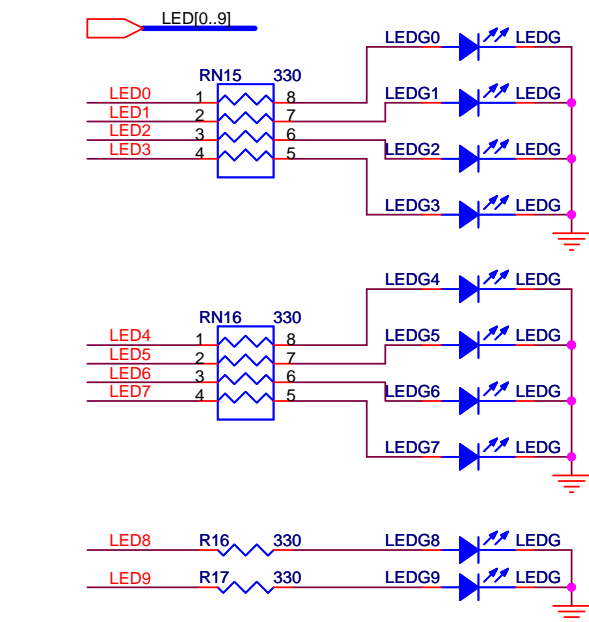 LED[0..9]
LEDG0 LEDG
RN15 330
LED0 1 8 LEDG1 LEDG
LED1 2 7
LED2 3 6 LEDG2 LEDG
LED3 4 5
LEDG3 LEDG
LEDG4 LEDG
RN16 330
LED4 1 8 LEDG5 LEDG
LED5 2 7
LED6 3 6 LEDG6 LEDG
LED7 4 5
LEDG7 LEDG
LED8 R16 330 LEDG8 LEDG
LED9 R17 330 LEDG9 LEDG